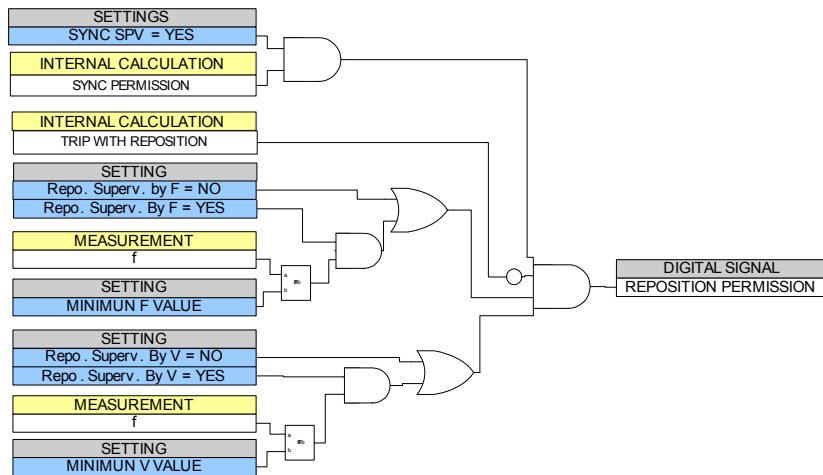 SETTINGS
SYNC SPV = YES
INTERNAL CALCULATION
SYNC PERMISSION
INTERNAL CALCULATION
TRIP WITH REPOSITION
SETTING
Repo. Superv. by F = NO
Repo. Superv. By F = YES
MEASUREMENT
f
a
b
SETTING
MINIMUN F VALUE
DIGITAL SIGNAL
REPOSITION PERMISSION
SETTING
Repo. Superv. By V = NO
Repo. Superv. By V = YES
MEASUREMENT
f
a
b
SETTING
MINIMUN V VALUE